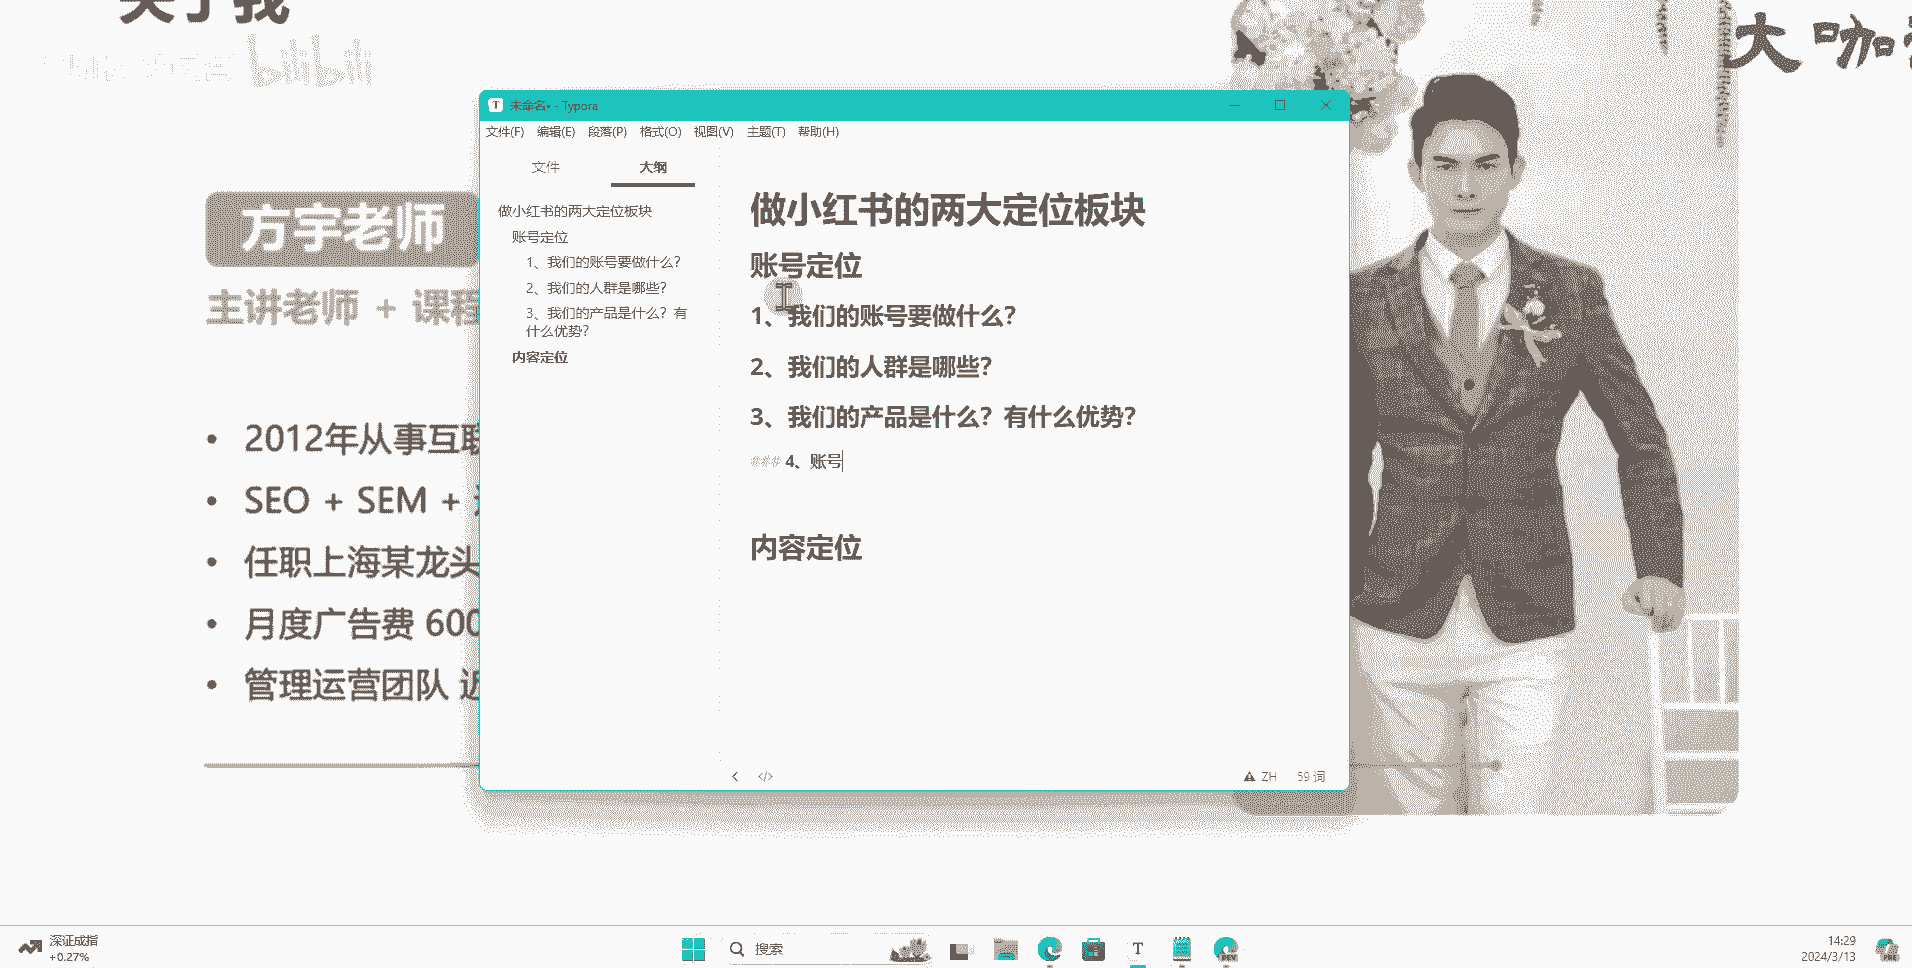 bilibili
大咖
方宇老师
主讲老师 + 课程
• 2012年从事互联
• SEO + SEM +
• 任职上海某龙头
• 月度广告费 600
• 管理运营团队 近
未命名• - Typora
文件(F) 编辑(E) 段落(P) 格式(O) 视图(V) 主题(T) 帮助(H)
文件 大纲
做小红书的两大定位板块
账号定位
1、我们的账号要做什么?
2、我们的人群是哪些?
3、我们的产品是什么? 有
什么优势?
内容定位
做小红书的两大定位板块
账号定位
1、我们的账号要做什么?
2、我们的人群是哪些?
3、我们的产品是什么? 有什么优势?
### 4、账号
内容定位
</> ZH 59 词
深证成指
+0.27%
搜索
DEV
14:29
2024/3/13
PRE